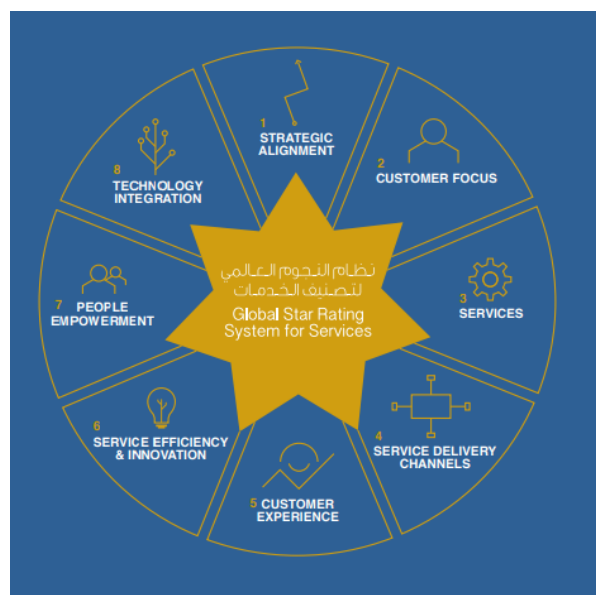 1
STRATEGIC
ALIGNMENT
2
CUSTOMER FOCUS
3
SERVICES
4
SERVICE DELIVERY
CHANNELS
5 CUSTOMER
EXPERIENCE
6
SERVICE EFFICIENCY
& INNOVATION
7 PEOPLE
EMPOWERMENT
8
TECHNOLOGY
INTEGRATION
نظام النجوم العالمي
لتصنيف الخدمات
Global Star Rating
System for Services